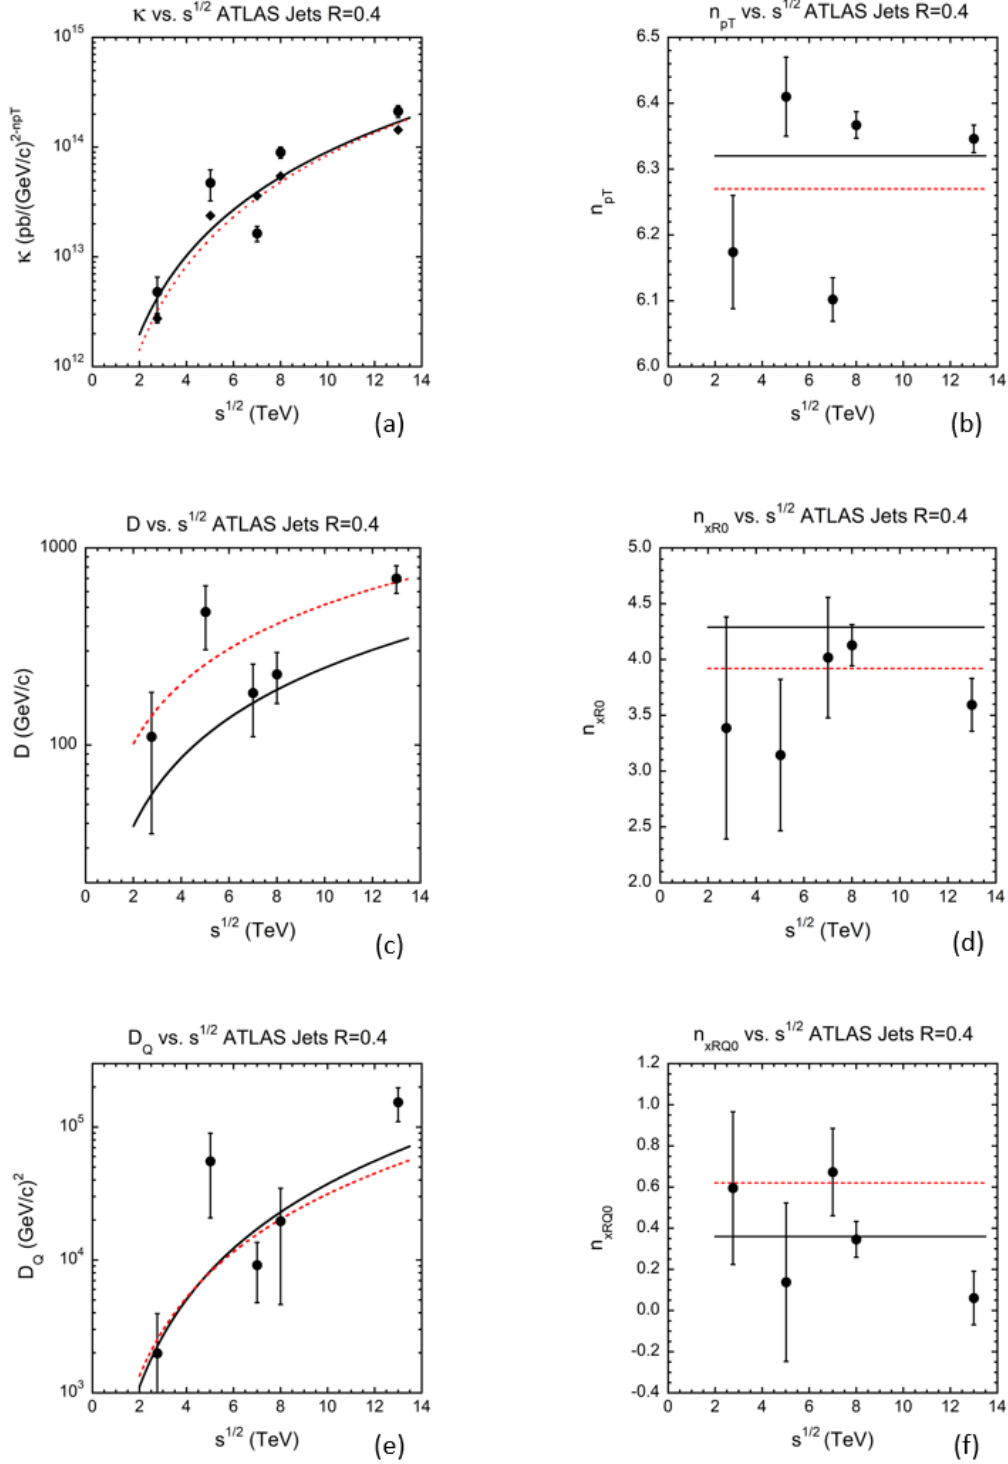 κ vs. s^1/2 ATLAS Jets R=0.4
κ (pb/(GeV/c)^2-npT
10^15
10^14
10^13
10^12
0 2 4 6 8 10 12 14
s^1/2 (TeV)
(a)
n_pT vs. s^1/2 ATLAS Jets R=0.4
n_pT
6.5
6.4
6.3
6.2
6.1
6.0
0 2 4 6 8 10 12 14
s^1/2 (TeV)
(b)
D vs. s^1/2 ATLAS Jets R=0.4
D (GeV/c)
1000
100
0 2 4 6 8 10 12 14
s^1/2 (TeV)
(c)
n_xR0 vs. s^1/2 ATLAS Jets R=0.4
n_xR0
5.0
4.5
4.0
3.5
3.0
2.5
2.0
0 2 4 6 8 10 12 14
s^1/2 (TeV)
(d)
D_Q vs. s^1/2 ATLAS Jets R=0.4
D_Q (GeV/c)^2
10^5
10^4
10^3
0 2 4 6 8 10 12 14
s^1/2 (TeV)
(e)
n_xRQ0 vs. s^1/2 ATLAS Jets R=0.4
n_xRQ0
1.2
1.0
0.8
0.6
0.4
0.2
0.0
-0.2
-0.4
0 2 4 6 8 10 12 14
s^1/2 (TeV)
(f)